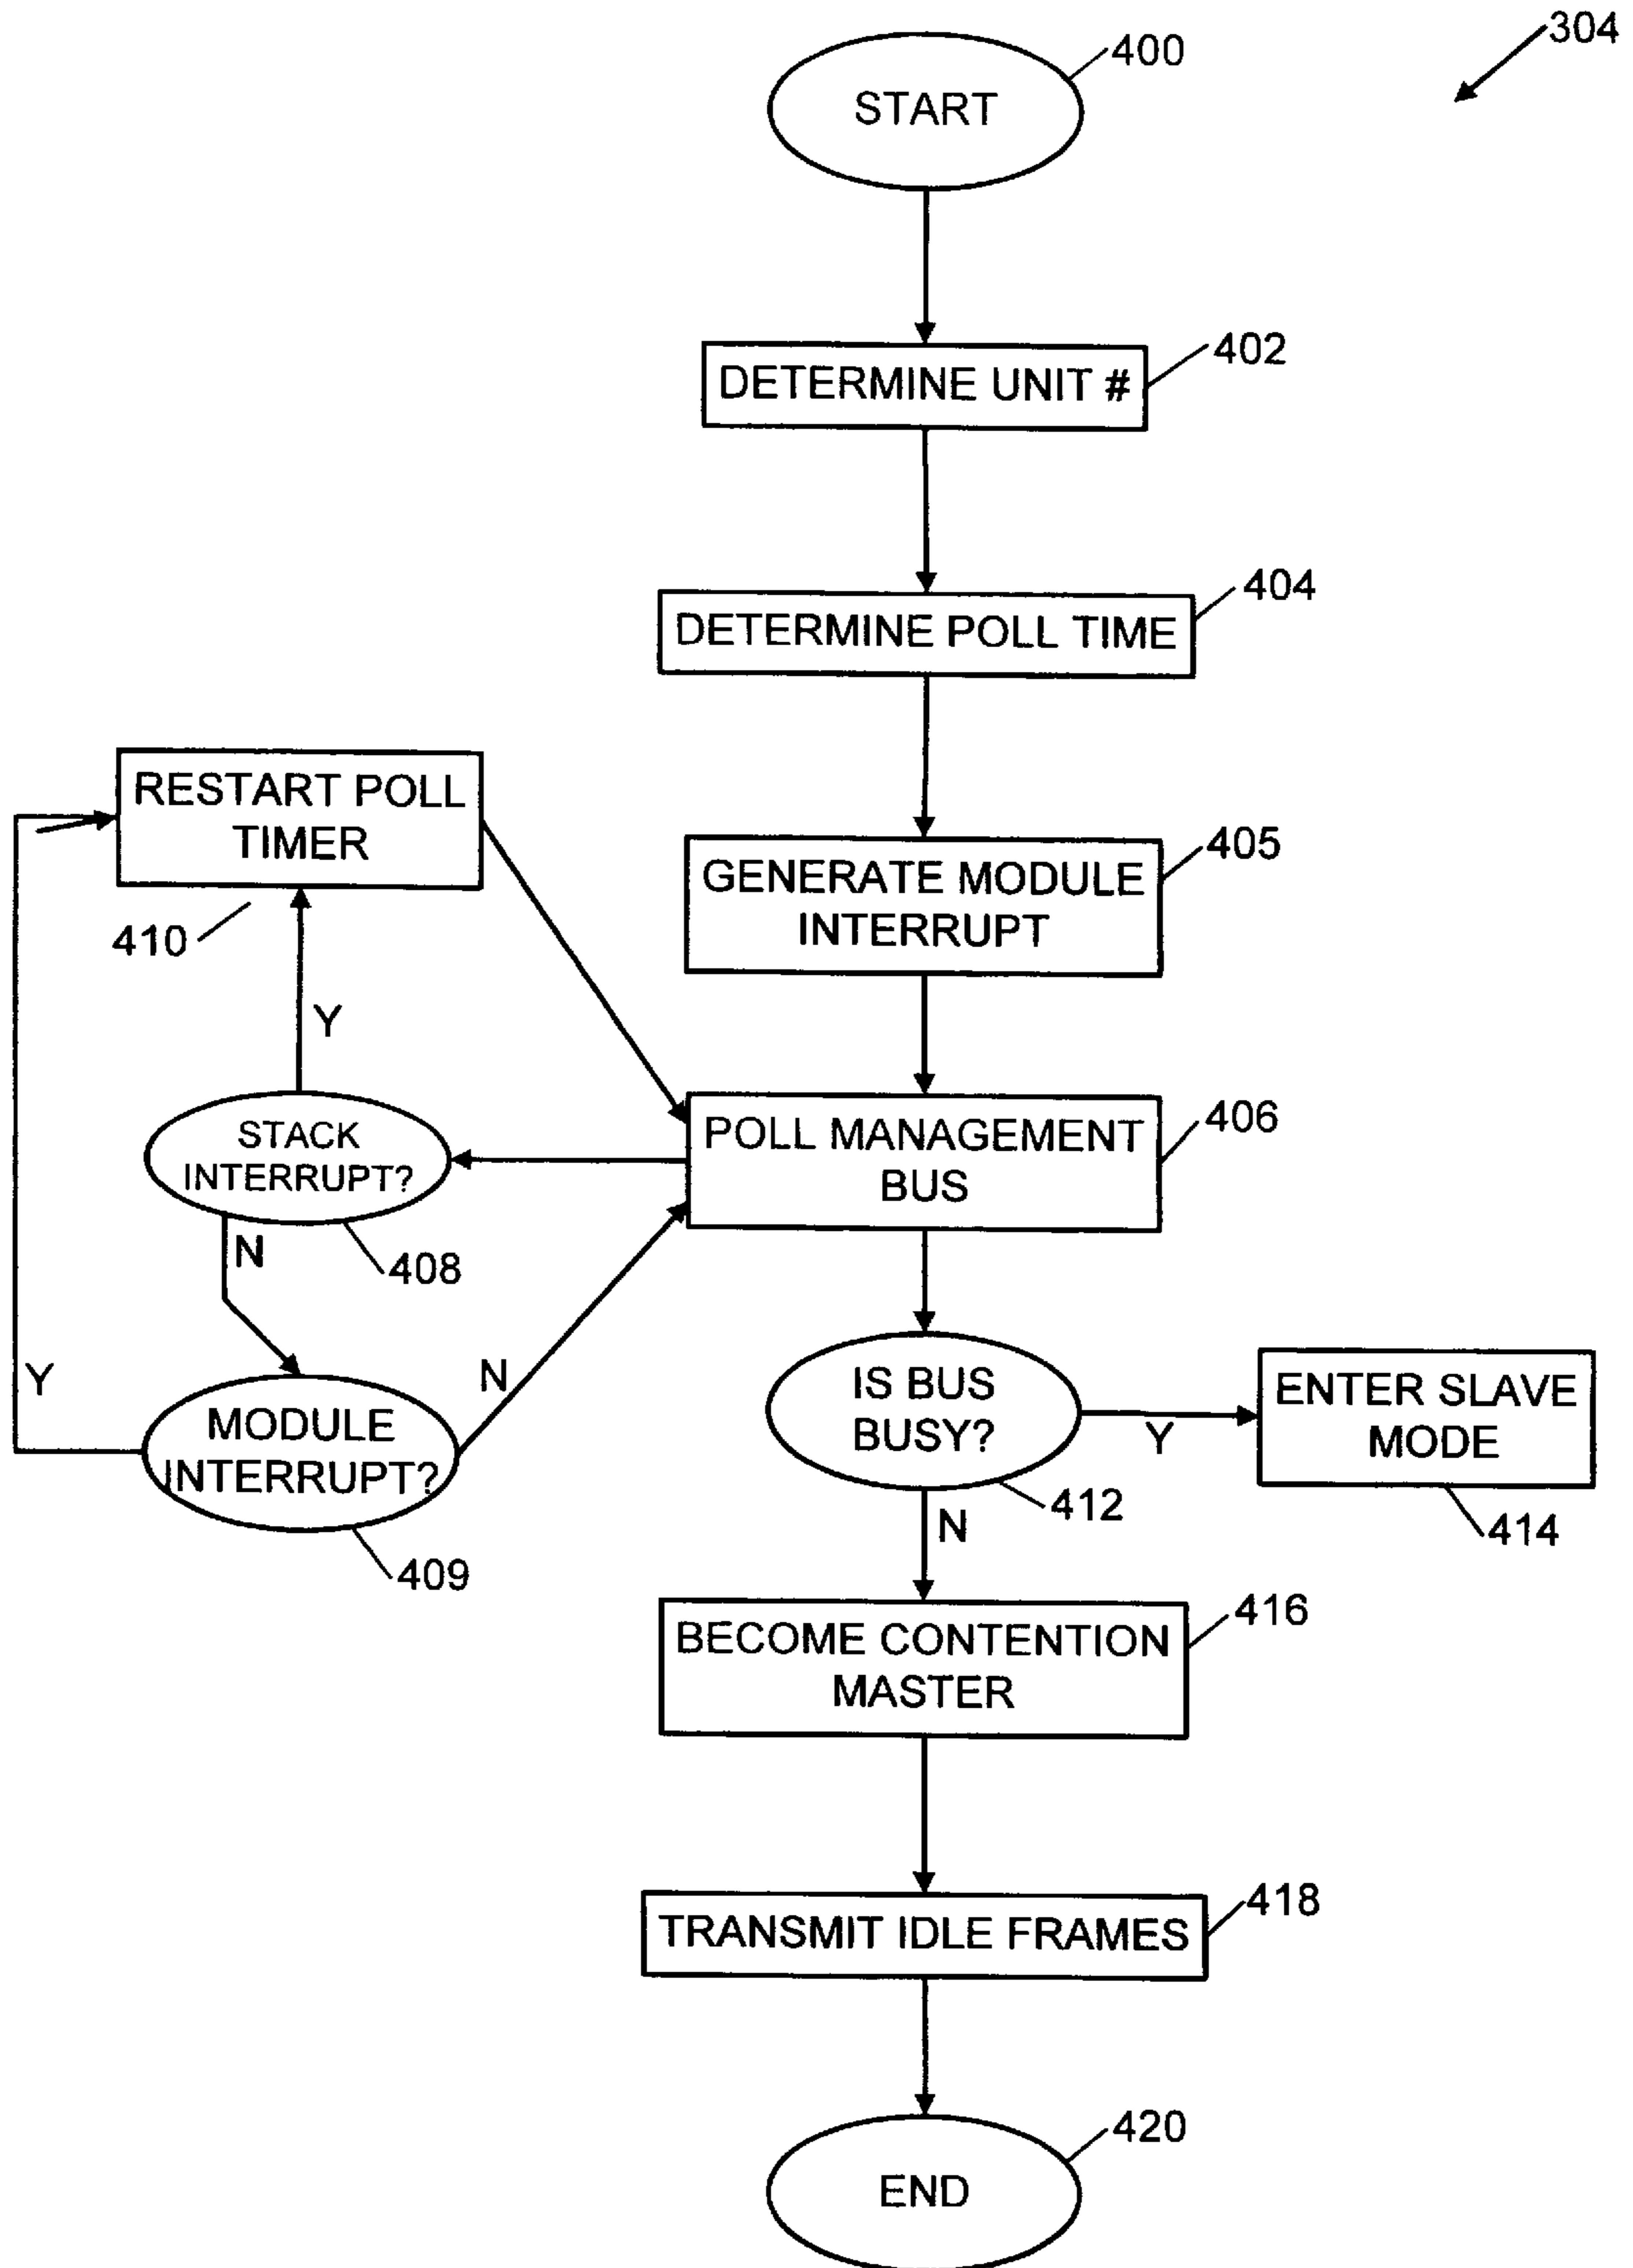 304
400
START
402
DETERMINE UNIT #
404
DETERMINE POLL TIME
RESTART POLL
TIMER
410
405
GENERATE MODULE
INTERRUPT
Y
STACK
INTERRUPT?
408
406
POLL MANAGEMENT
BUS
N
Y
MODULE
INTERRUPT?
409
N
IS BUS
BUSY?
412
Y
ENTER SLAVE
MODE
414
N
416
BECOME CONTENTION
MASTER
418
TRANSMIT IDLE FRAMES
420
END